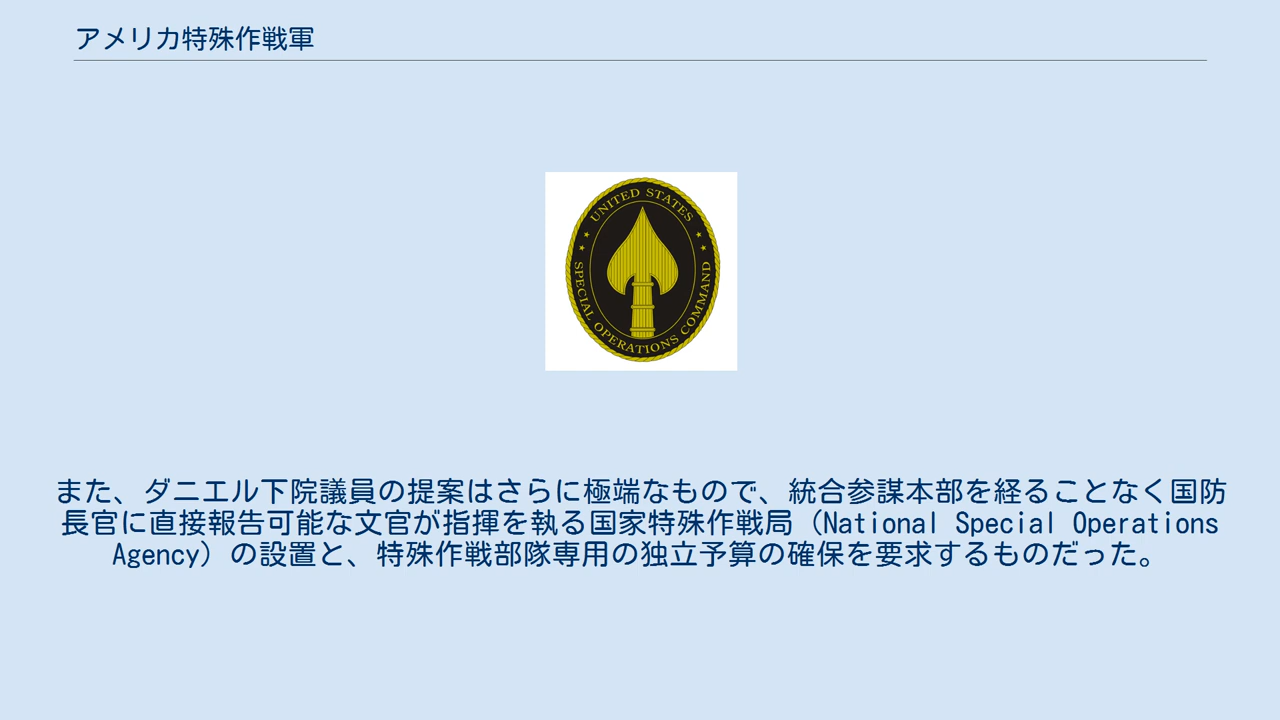 アメリカ特殊作戦軍
UNITED STATES
SPECIAL OPERATIONS COMMAND
また、ダニエル下院議員の提案はさらに極端なもので、統合参謀本部を経ることなく国防
長官に直接報告可能な文官が指揮を執る国家特殊作戦局（National Special Operations
Agency）の設置と、特殊作戦部隊専用の独立予算の確保を要求するものだった。